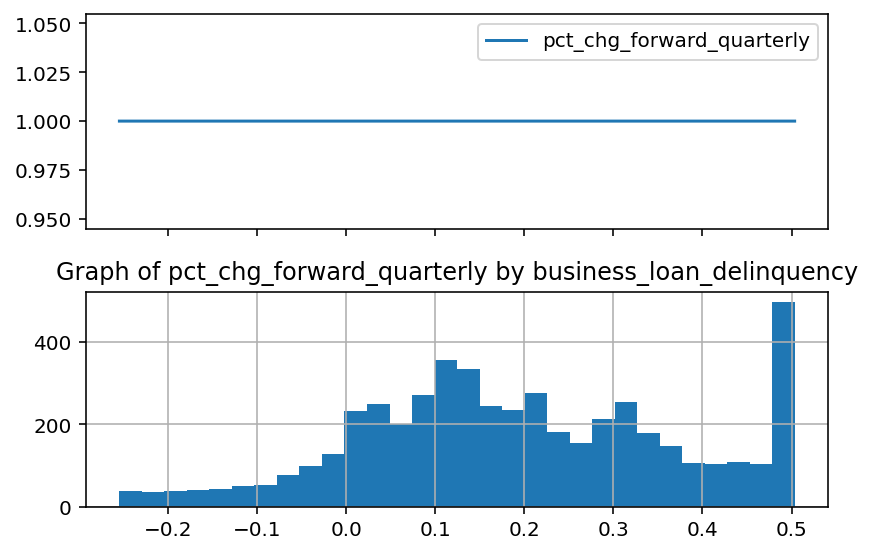 1.050
pct_chg_forward_quarterly
1.025
1.000
0.975
0.950
Graph of pct_chg_forward_quarterly by business_loan_delinquency
400
200
0
−0.2 −0.1 0.0 0.1 0.2 0.3 0.4 0.5